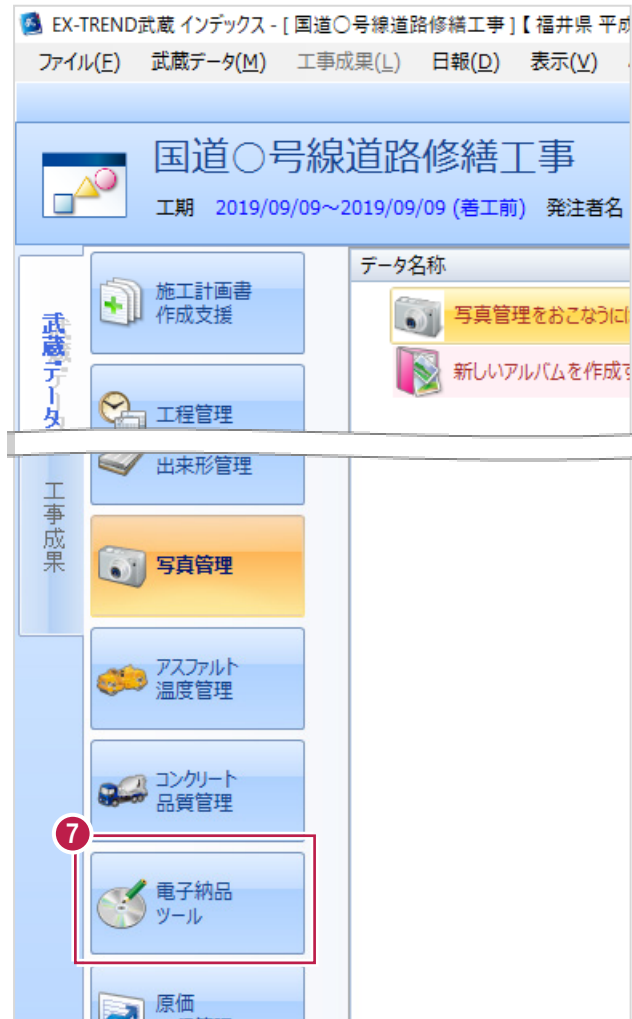 EX-TREND武蔵 インデックス - [ 国道〇号線道路修繕工事 ] 【 福井県 平成
ファイル(F) 武蔵データ(M) 工事成果(L) 日報(D) 表示(V)
国道〇号線道路修繕工事
工期 2019/09/09～2019/09/09 (着工前) 発注者名
武蔵データ
工事成果
施工計画書
作成支援
工程管理
出来形管理
写真管理
アスファルト
温度管理
コンクリート
品質管理
7
電子納品
ツール
原価
データ名称
写真管理をおこなうには
新しいアルバムを作成す